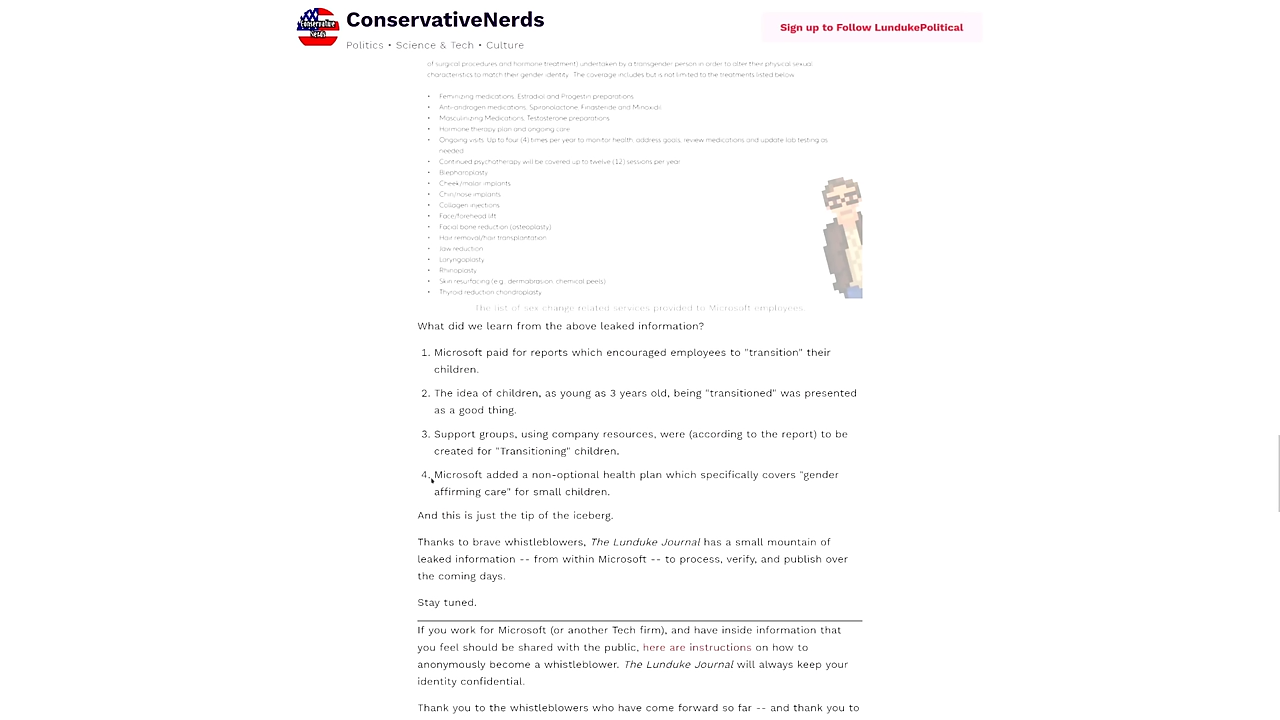 Conservative Nerds
ConservativeNerds
Politics • Science & Tech • Culture
Sign up to Follow LundukePolitical
of surgical procedures and hormone treatment) undertaken by a transgender person in order to alter their physical sexual
characteristics to match their gender identity. The coverage includes but is not limited to the treatments listed below.
• Feminizing medications: Estradiol and Progestin preparations
• Anti-androgen medications: Spironolactone, Finasteride and Minoxidil
• Masculinizing Medications: Testosterone preparations
• Hormone therapy plan and ongoing care
• Ongoing visits: Up to four (4) times per year to monitor health, address goals, review medications and update lab testing as
needed.
• Continued psychotherapy will be covered up to twelve (12) sessions per year
• Blepharoplasty
• Cheek/malar implants
• Chin/nose implants
• Collagen injections
• Face/forehead lift
• Facial bone reduction (osteoplasty)
• Hair removal/hair transplantation
• Jaw reduction
• Laryngoplasty
• Rhinoplasty
• Skin resurfacing (e.g. dermabrasion, chemical peels)
• Thyroid reduction chondroplasty
The list of sex change related services provided to Microsoft employees.
What did we learn from the above leaked information?
1. Microsoft paid for reports which encouraged employees to "transition" their
children.
2. The idea of children, as young as 3 years old, being "transitioned" was presented
as a good thing.
3. Support groups, using company resources, were (according to the report) to be
created for "Transitioning" children.
4. Microsoft added a non-optional health plan which specifically covers "gender
affirming care" for small children.
And this is just the tip of the iceberg.
Thanks to brave whistleblowers, The Lunduke Journal has a small mountain of
leaked information -- from within Microsoft -- to process, verify, and publish over
the coming days.
Stay tuned.
If you work for Microsoft (or another Tech firm), and have inside information that
you feel should be shared with the public, here are instructions on how to
anonymously become a whistleblower. The Lunduke Journal will always keep your
identity confidential.
Thank you to the whistleblowers who have come forward so far -- and thank you to